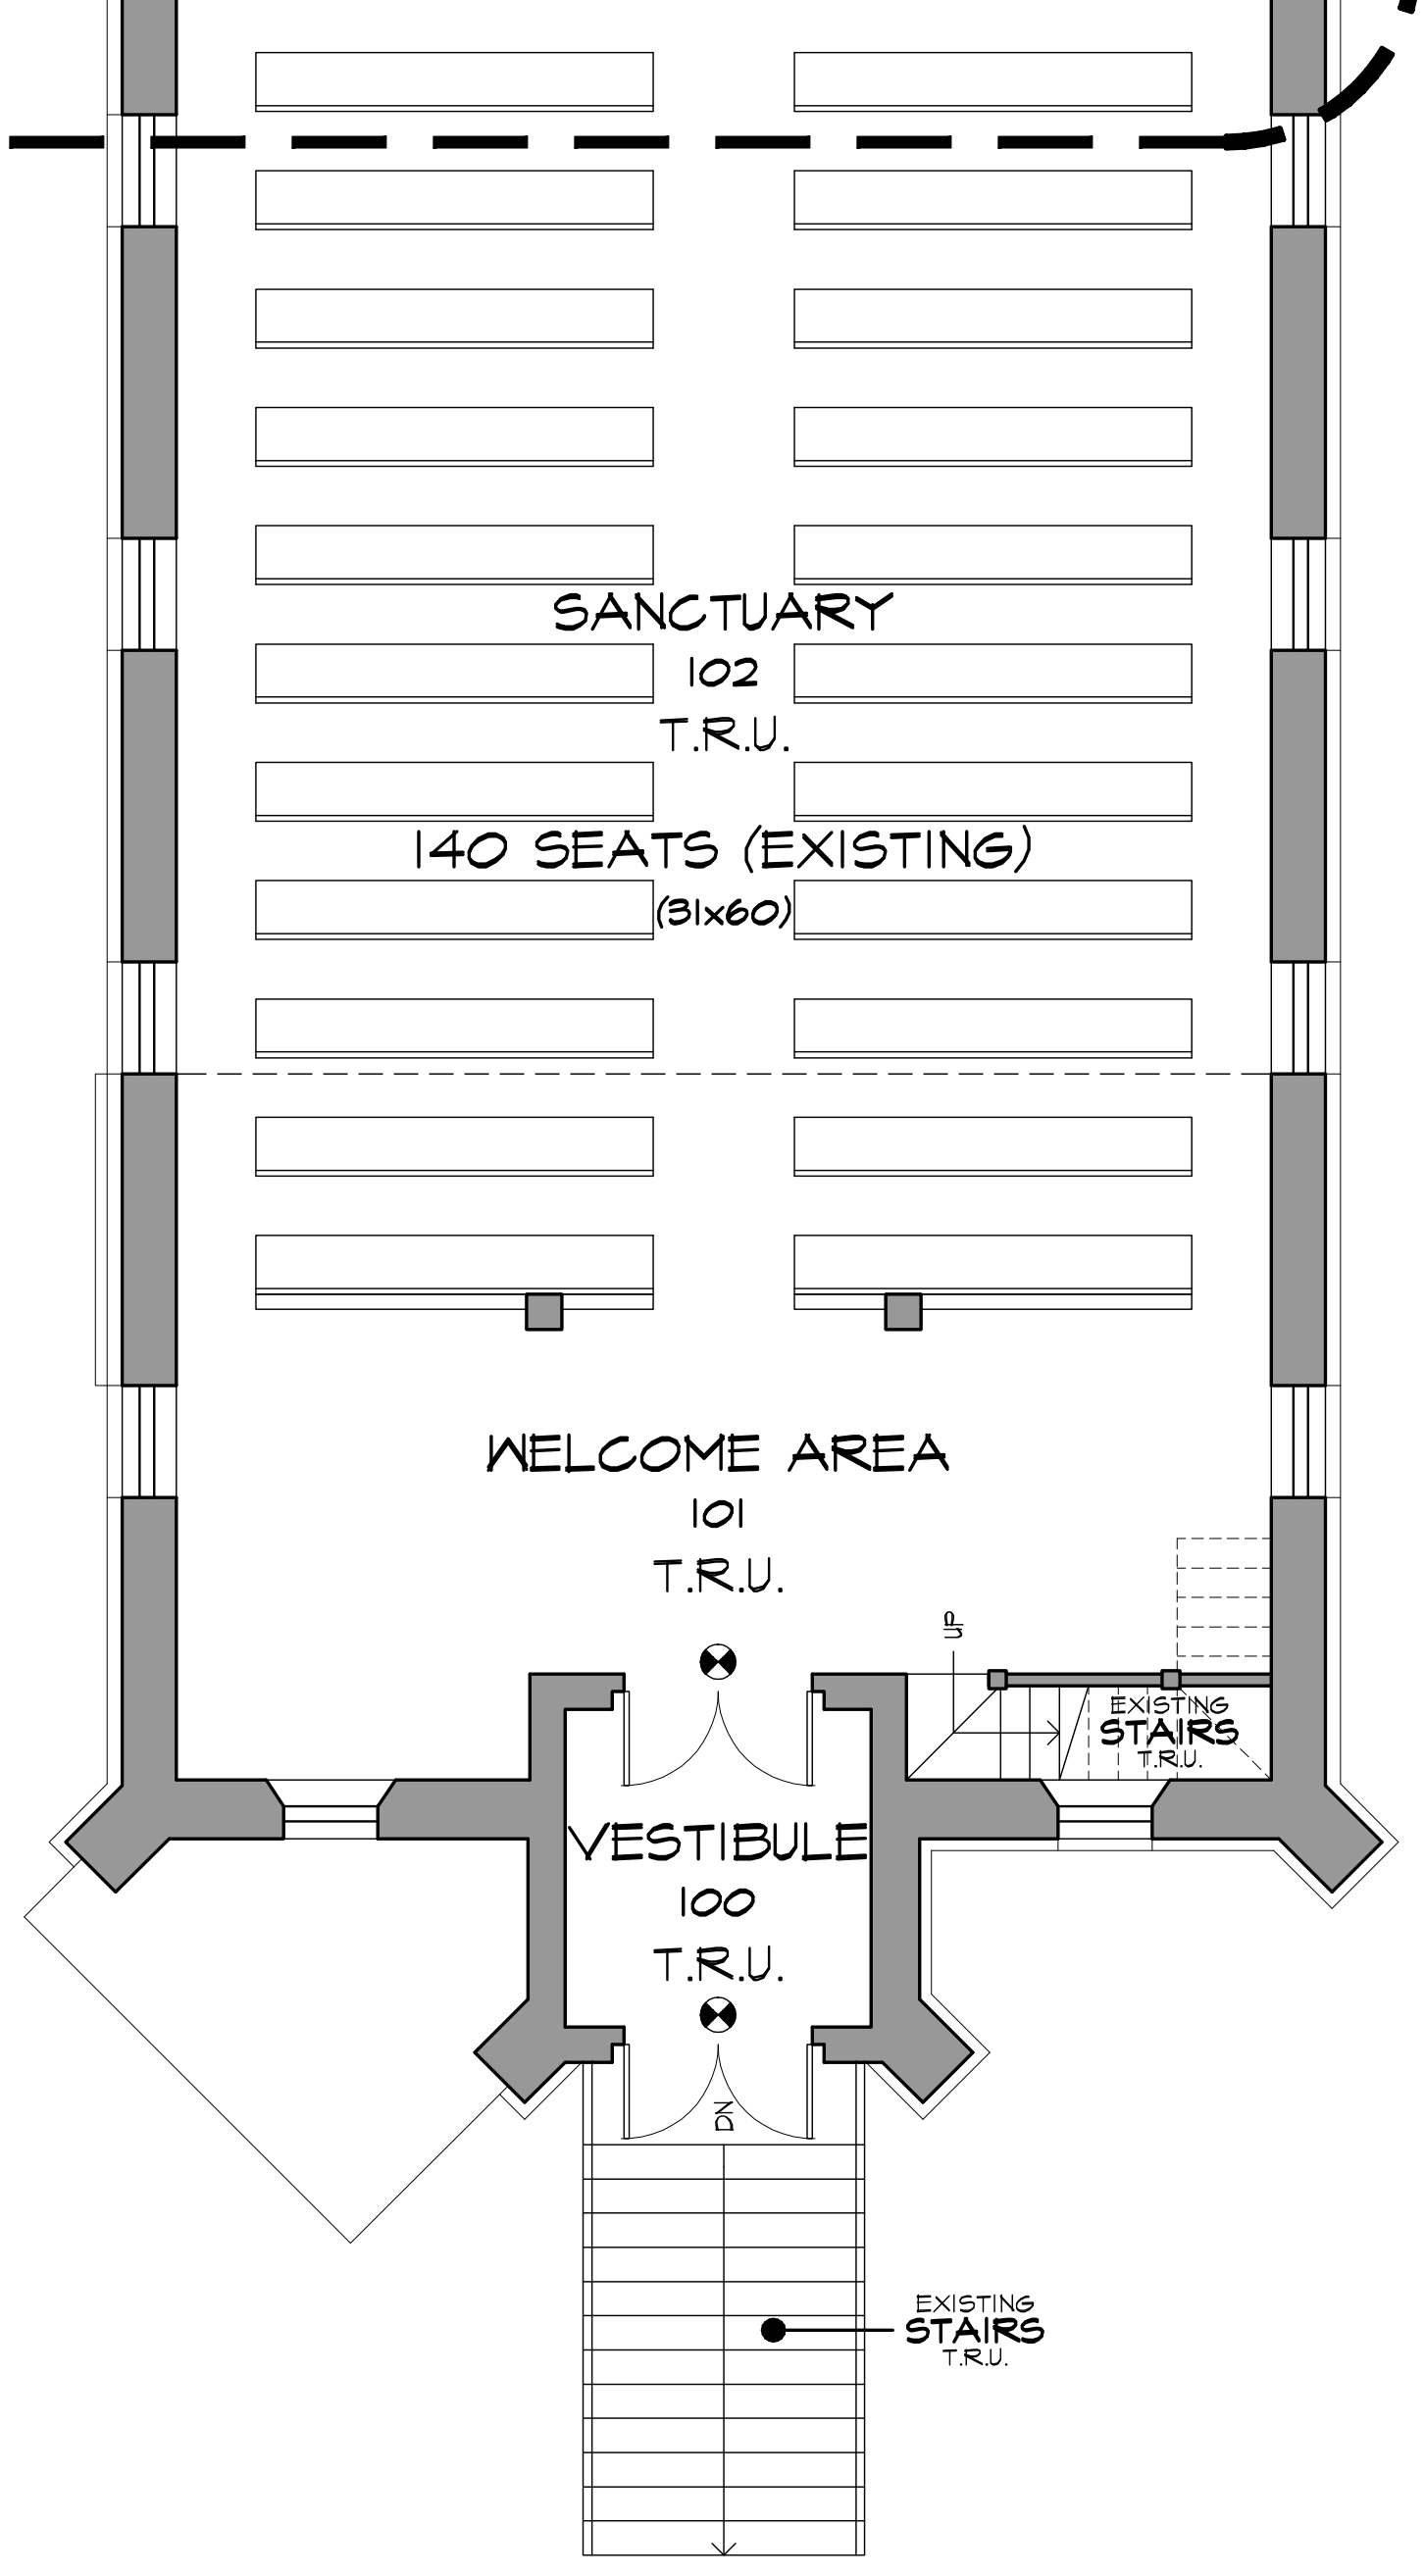 SANCTUARY
102
T.R.U.
140 SEATS (EXISTING)
(31x60)
WELCOME AREA
101
T.R.U.
UP
EXISTING
STAIRS
T.R.U.
VESTIBULE
100
T.R.U.
DN
EXISTING
STAIRS
T.R.U.